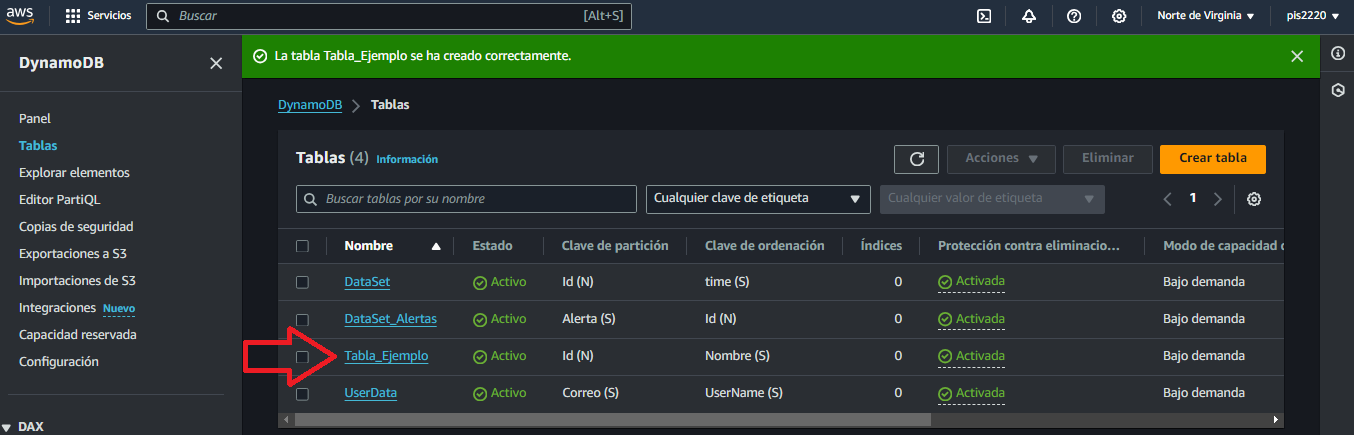 aws Servicios Buscar [Alt+S] Norte de Virginia pis2220
DynamoDB
Panel
Tablas
Explorar elementos
Editor PartiQL
Copias de seguridad
Exportaciones a S3
Importaciones de S3
Integraciones Nuevo
Capacidad reservada
Configuración
DAX
La tabla Tabla_Ejemplo se ha creado correctamente.
DynamoDB Tablas
Tablas (4) Información Acciones Eliminar Crear tabla
Buscar tablas por su nombre Cualquier clave de etiqueta Cualquier valor de etiqueta 1
Nombre Estado Clave de partición Clave de ordenación Índices Protección contra eliminacio... Modo de capacidad d
DataSet Activo Id (N) time (S) 0 Activada Bajo demanda
DataSet_Alertas Activo Alerta (S) Id (N) 0 Activada Bajo demanda
Tabla_Ejemplo Activo Id (N) Nombre (S) 0 Activada Bajo demanda
UserData Activo Correo (S) UserName (S) 0 Activada Bajo demanda